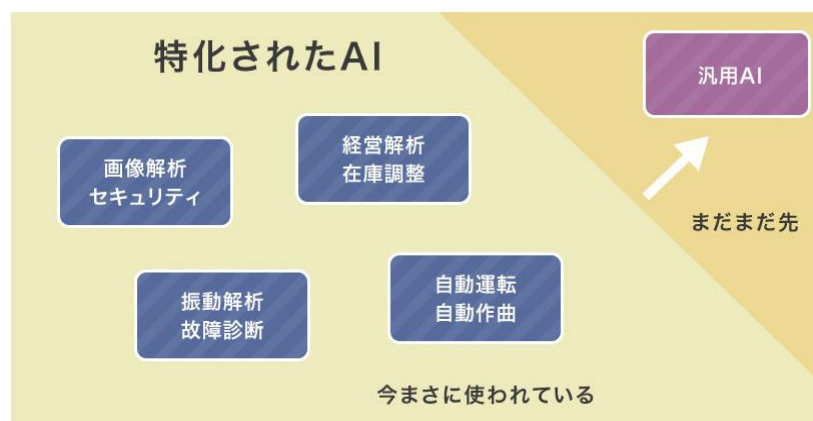 特化されたAI
汎用AI
画像解析
セキュリティ
経営解析
在庫調整
まだまだ先
振動解析
故障診断
自動運転
自動作曲
今まさに使われている